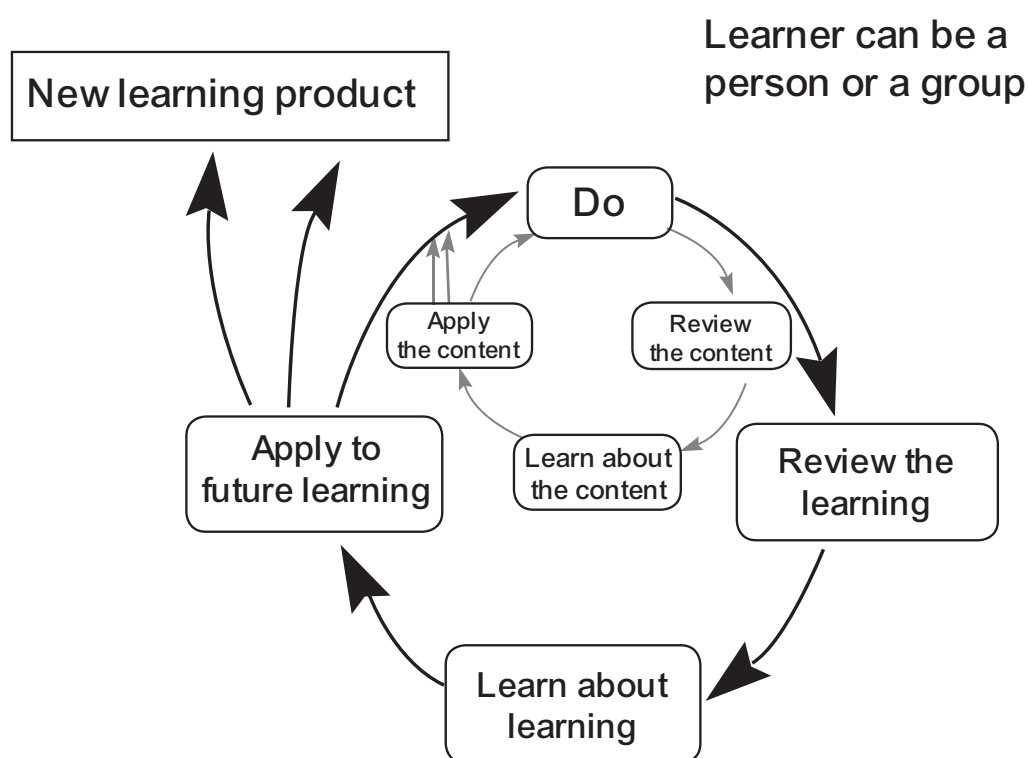 Learner can be a
person or a group
New learning product
Do
Apply
the content
Review
the content
Learn about
the content
Apply to
future learning
Review the
learning
Learn about
learning